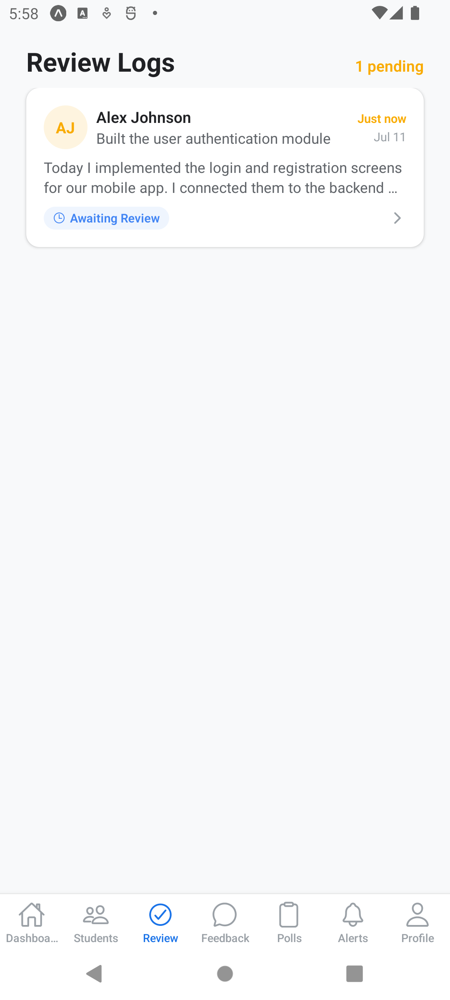 5:58
Review Logs
1 pending
AJ
Alex Johnson
Just now
Built the user authentication module
Jul 11
Today I implemented the login and registration screens
for our mobile app. I connected them to the backend ...
Awaiting Review
Dashboa...
Students
Review
Feedback
Polls
Alerts
Profile